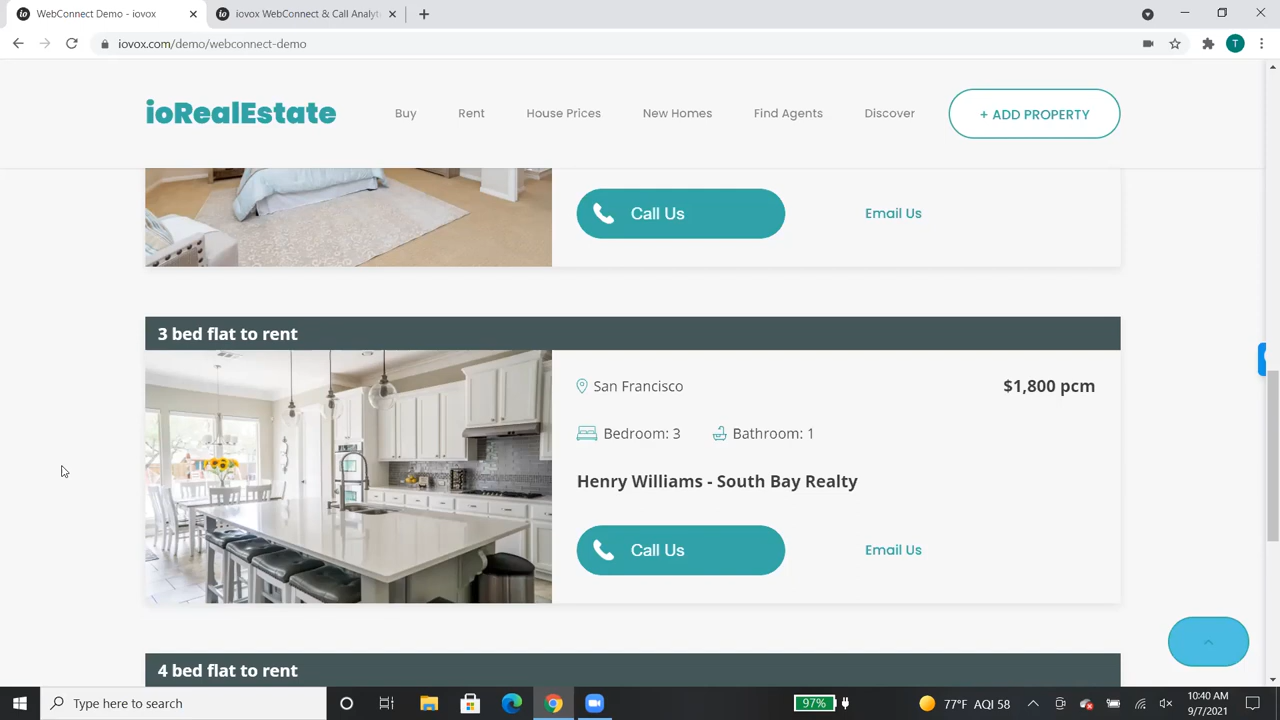 WebConnect Demo - iovox
iovox WebConnect & Call Analyt
iovox.com/demo/webconnect-demo
T
ioRealEstate
Buy
Rent
House Prices
New Homes
Find Agents
Discover
+ ADD PROPERTY
Call Us
Email Us
3 bed flat to rent
San Francisco
$1,800 pcm
Bedroom: 3
Bathroom: 1
Henry Williams - South Bay Realty
Call Us
Email Us
4 bed flat to rent
Type here to search
97%
77°F AQI 58
10:40 AM
9/7/2021